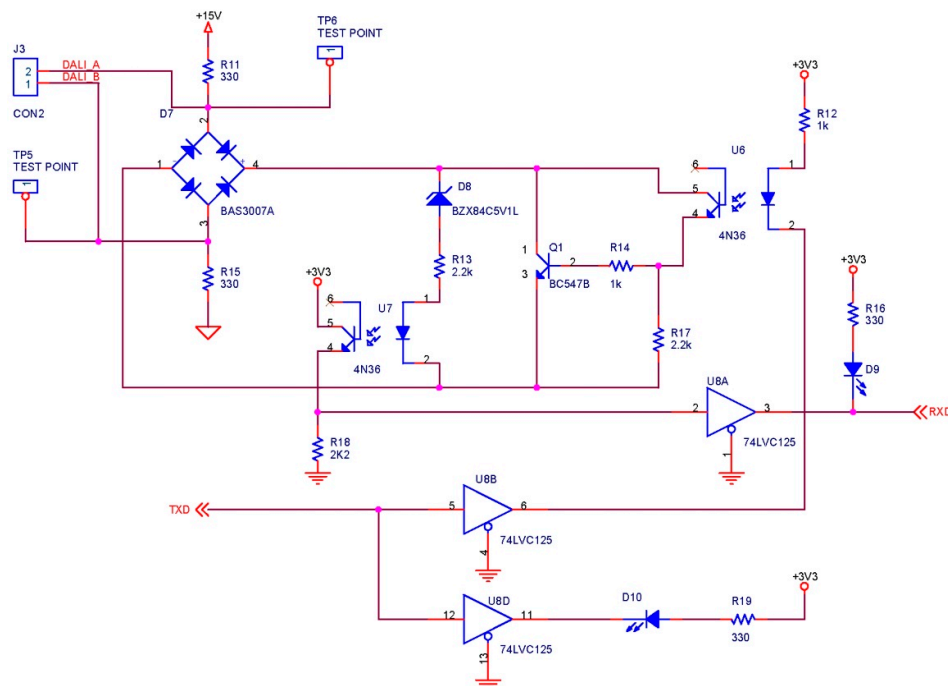 +15V
TP6
TEST POINT
1
J3
2
1
CON2
DALI_A
DALI_B
R11
330
+3V3
R12
1k
D7
2
1
-
+
4
3
BAS3007A
TP5
TEST POINT
1
U6
6
5
4
1
2
4N36
D8
BZX84C5V1L
R13
2.2k
Q1
1
2
3
BC547B
R14
1k
R15
330
+3V3
6
5
4
U7
1
2
4N36
R17
2.2k
+3V3
R16
330
D9
U8A
2
3
1
74LVC125
RXD
R18
2K2
U8B
TXD
5
6
4
74LVC125
U8D
12
11
13
74LVC125
D10
R19
330
+3V3